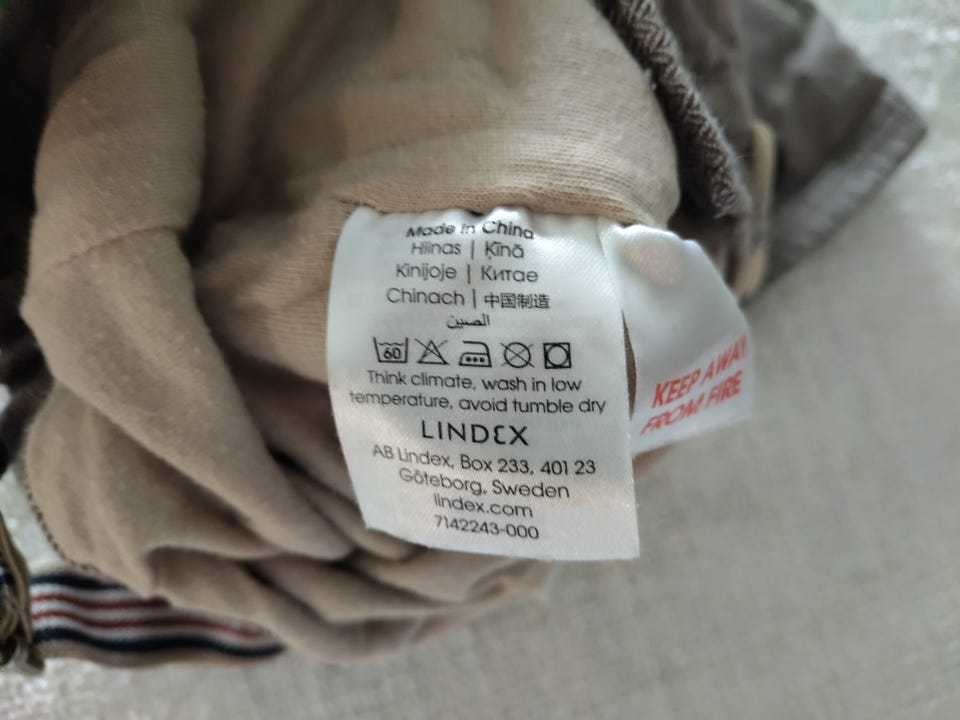 Made in China
Hiinas | Ķīnā
Kinijoje | Китае
Chinach | 中国制造
الصين
60
Think climate, wash in low
temperature, avoid tumble dry
LINDEX
AB Lindex, Box 233, 401 23
Göteborg, Sweden
lindex.com
7142243-000
KEEP AWAY
FROM FIRE